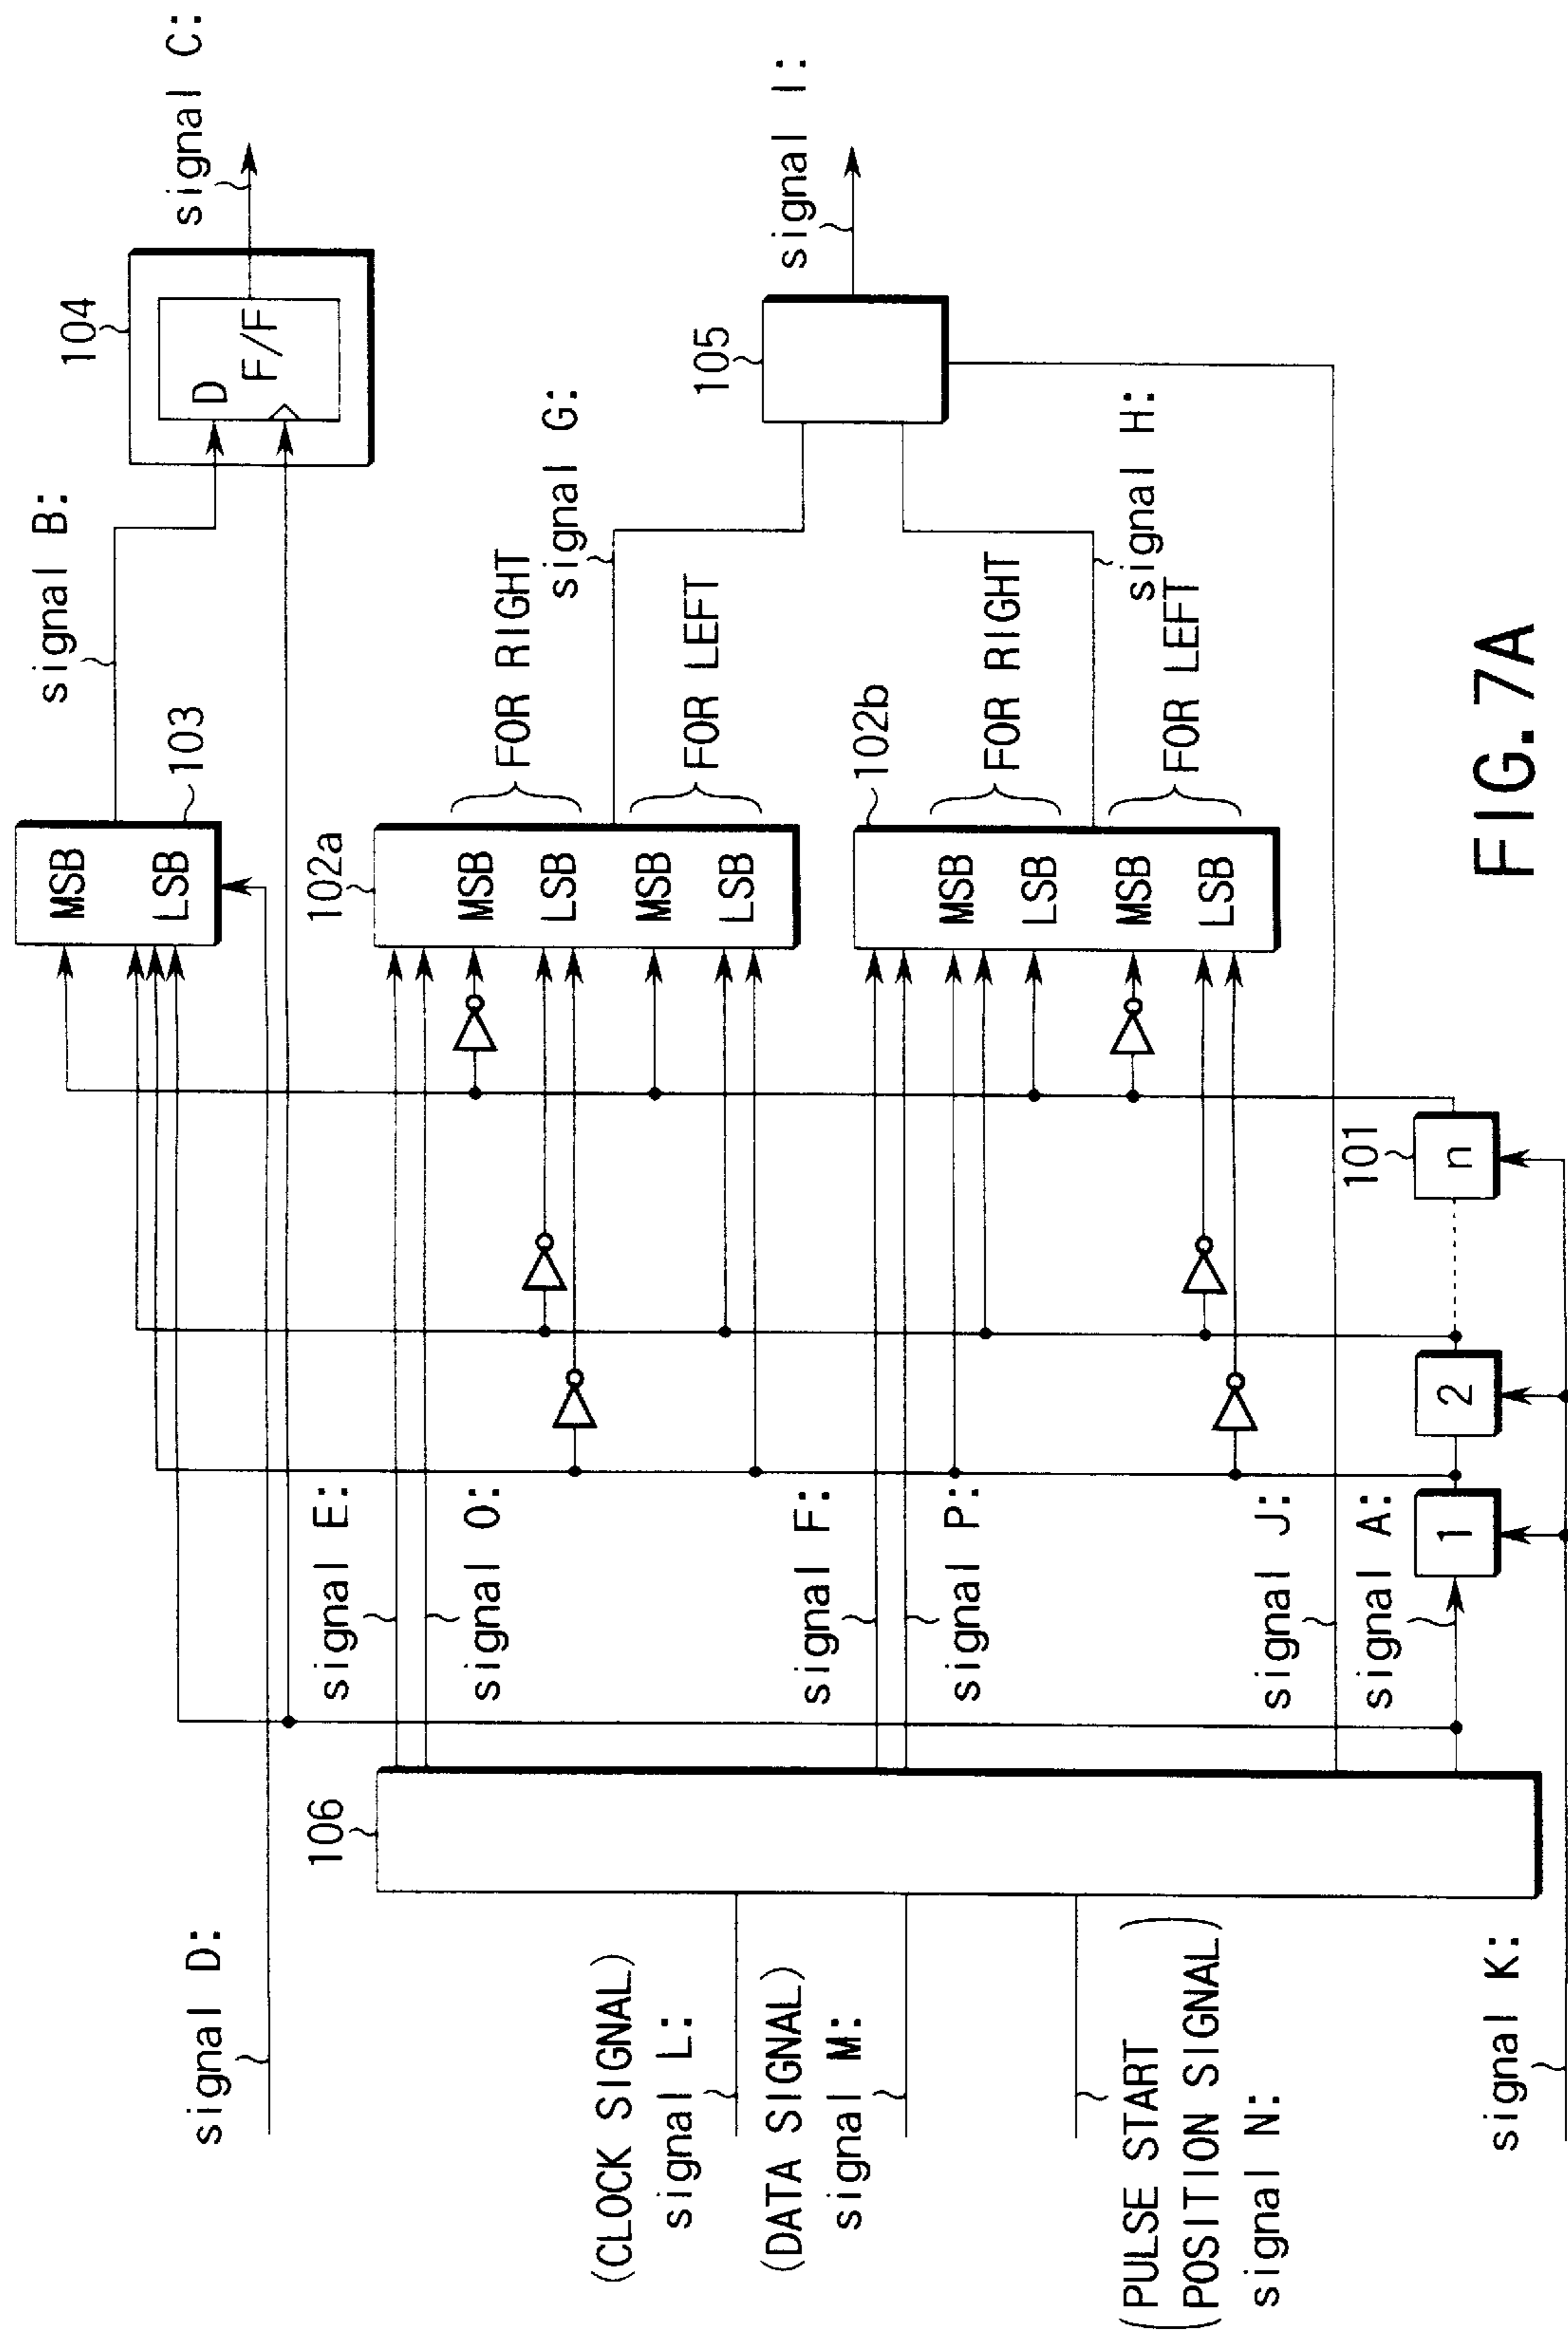 signal D:
(CLOCK SIGNAL)
signal L:
(DATA SIGNAL)
signal M:
(PULSE START
POSITION SIGNAL)
signal N:
signal K:
106
signal E:
signal O:
signal F:
signal P:
signal J:
signal A:
1
2
n
101
MSB
LSB
103
102a
MSB
LSB
MSB
LSB
FOR RIGHT
FOR LEFT
102b
MSB
LSB
MSB
LSB
FOR RIGHT
FOR LEFT
signal B:
signal G:
signal H:
104
D
F/F
105
signal C:
signal I:
FIG. 7A